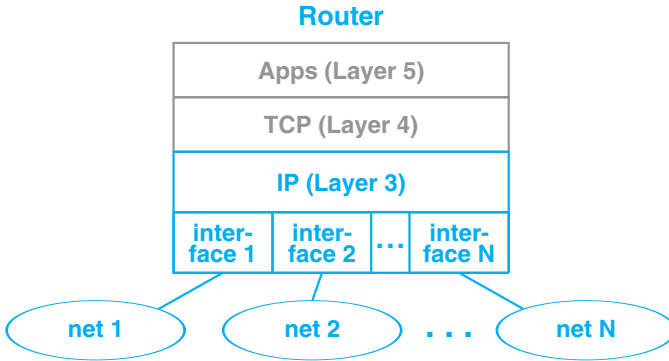 Router
Apps (Layer 5)
TCP (Layer 4)
IP (Layer 3)
inter-
face 1
inter-
face 2
...
inter-
face N
net 1
net 2
. . .
net N